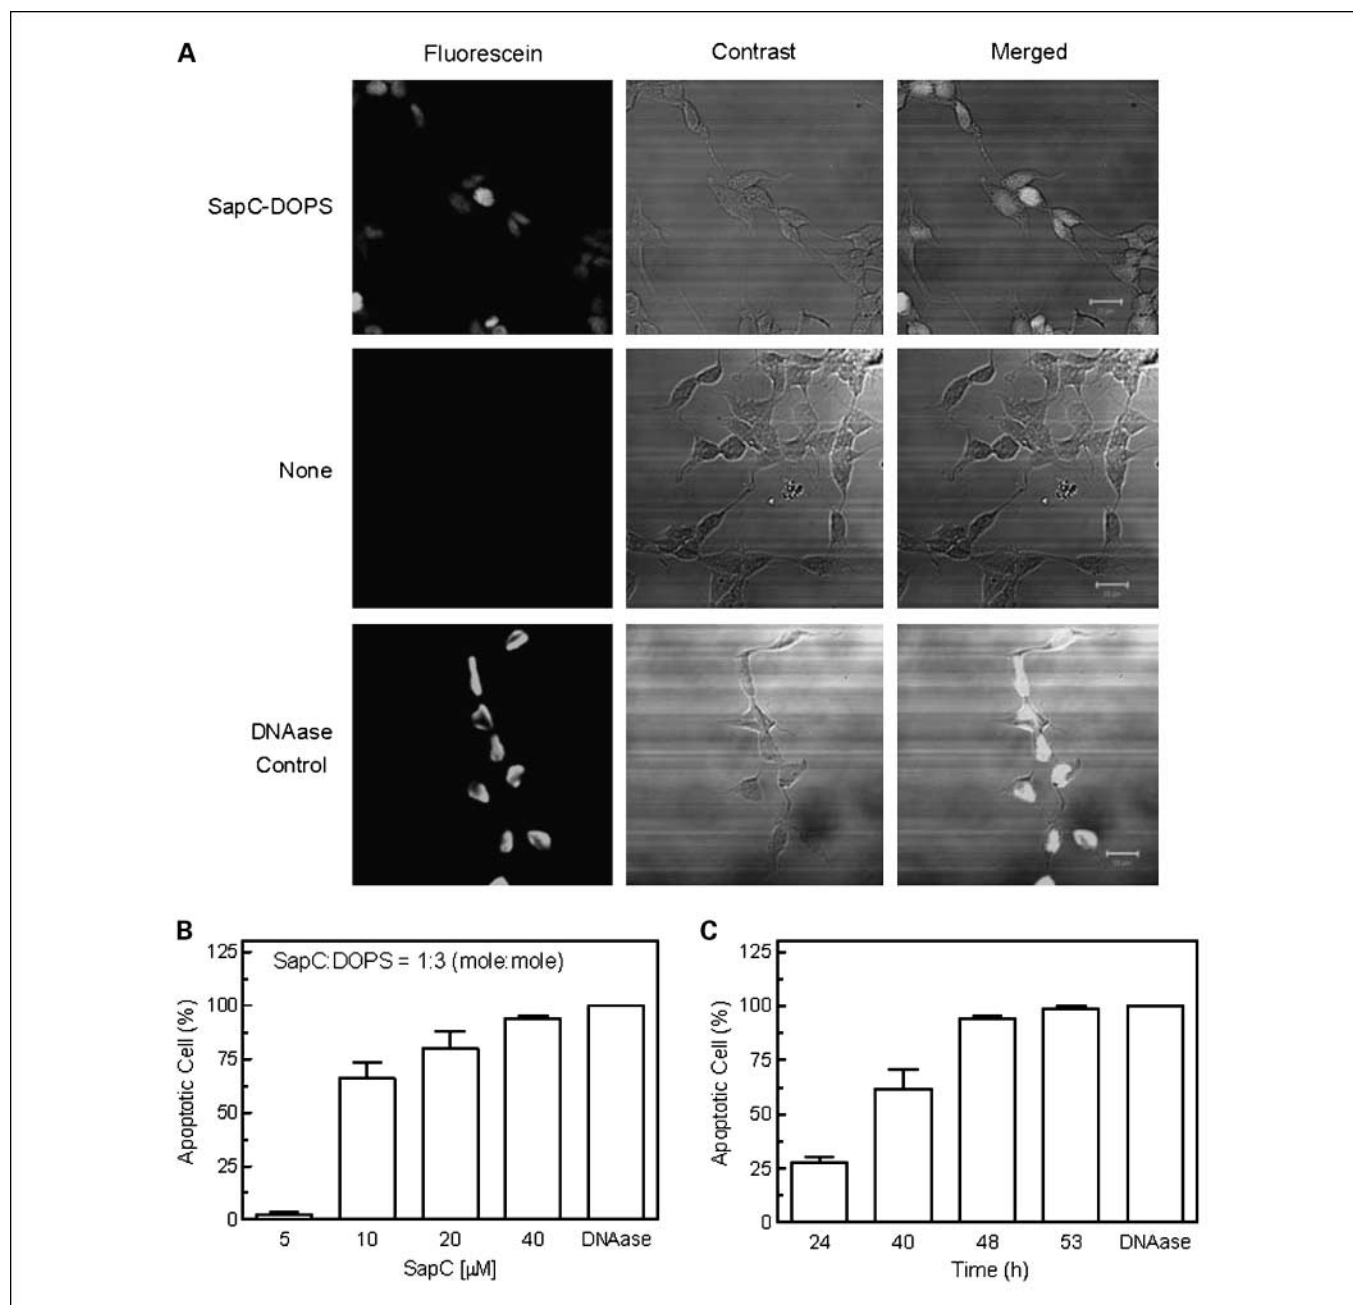 A
Fluorescein
Contrast
Merged
SapC-DOPS
None
DNAase
Control
B
125
100
75
50
25
0
Apoptotic Cell (%)
SapC:DOPS = 1:3 (mole:mole)
5
10
20
40
DNAase
SapC [μM]
C
125
100
75
50
25
0
Apoptotic Cell (%)
24
40
48
53
DNAase
Time (h)